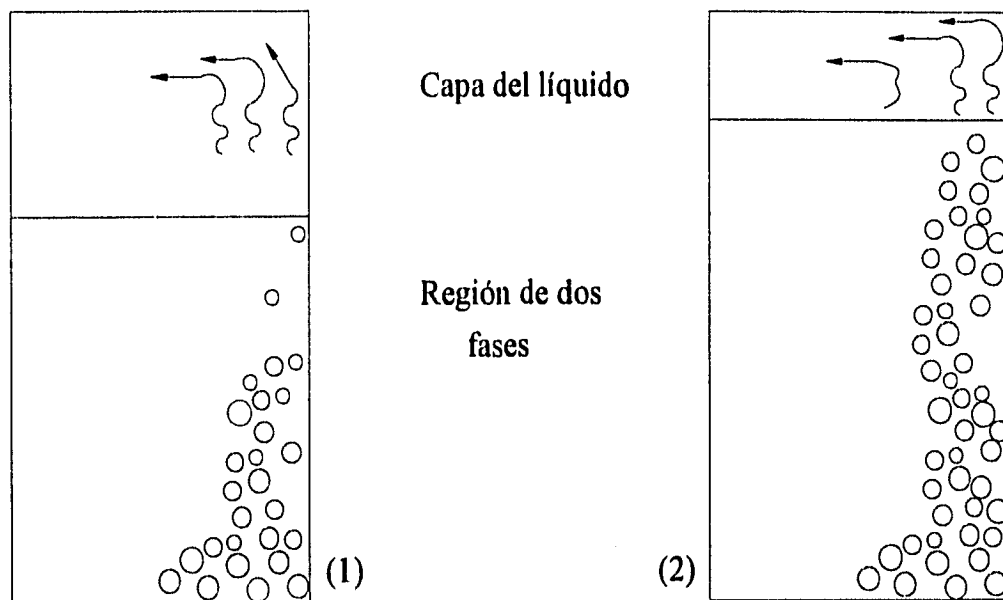 Capa del líquido
Región de dos
fases
(1)
(2)